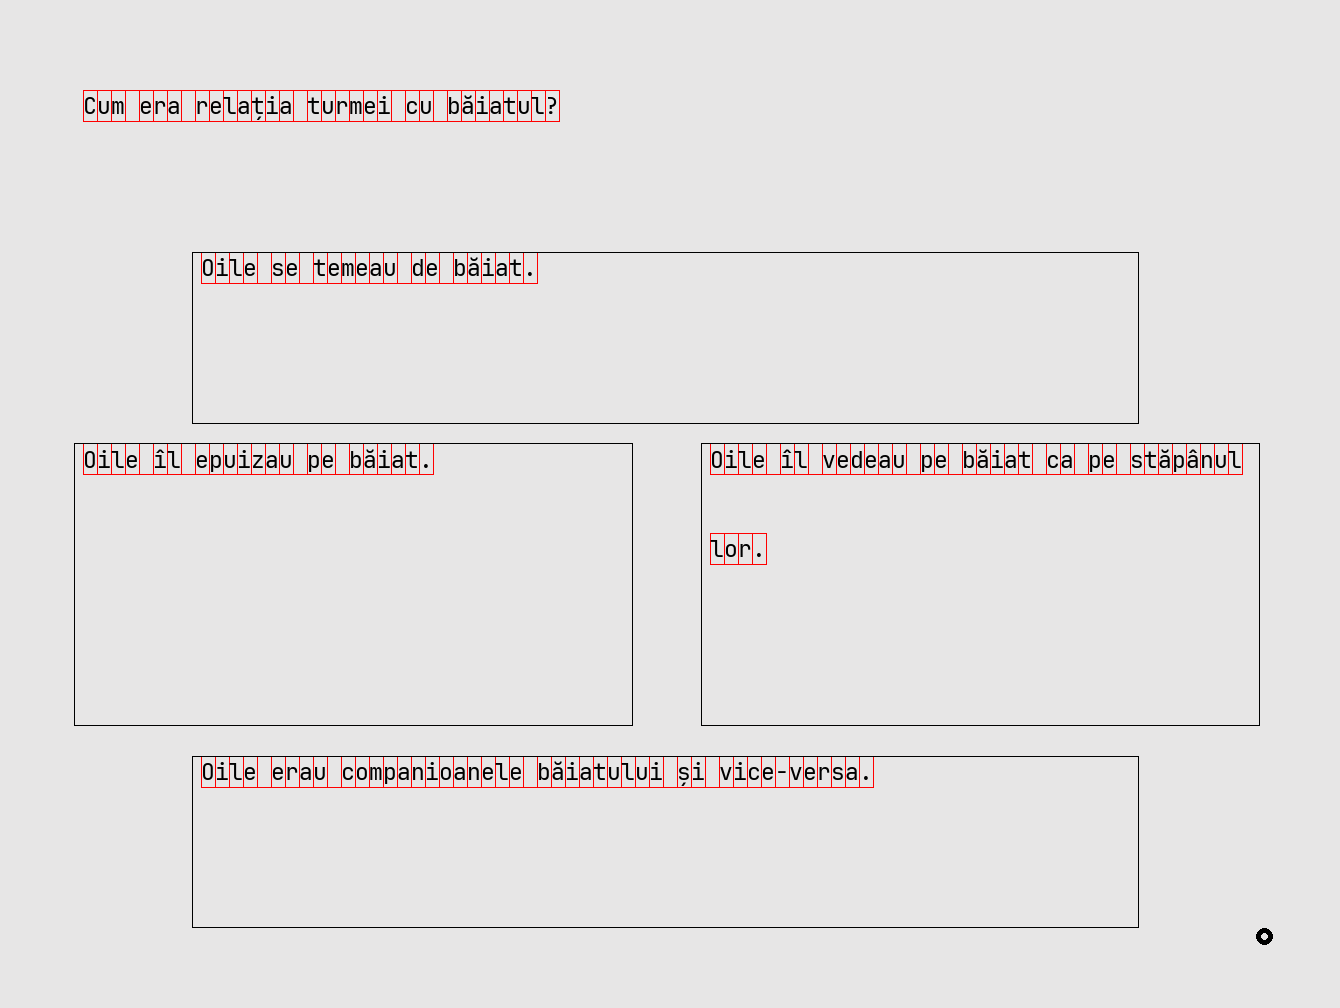 Cum era relația turmei cu băiatul?
Oile se temeau de băiat.
Oile îl epuizau pe băiat.
Oile îl vedeau pe băiat ca pe stăpânul
lor.
Oile erau companioanele băiatului și vice-versa.